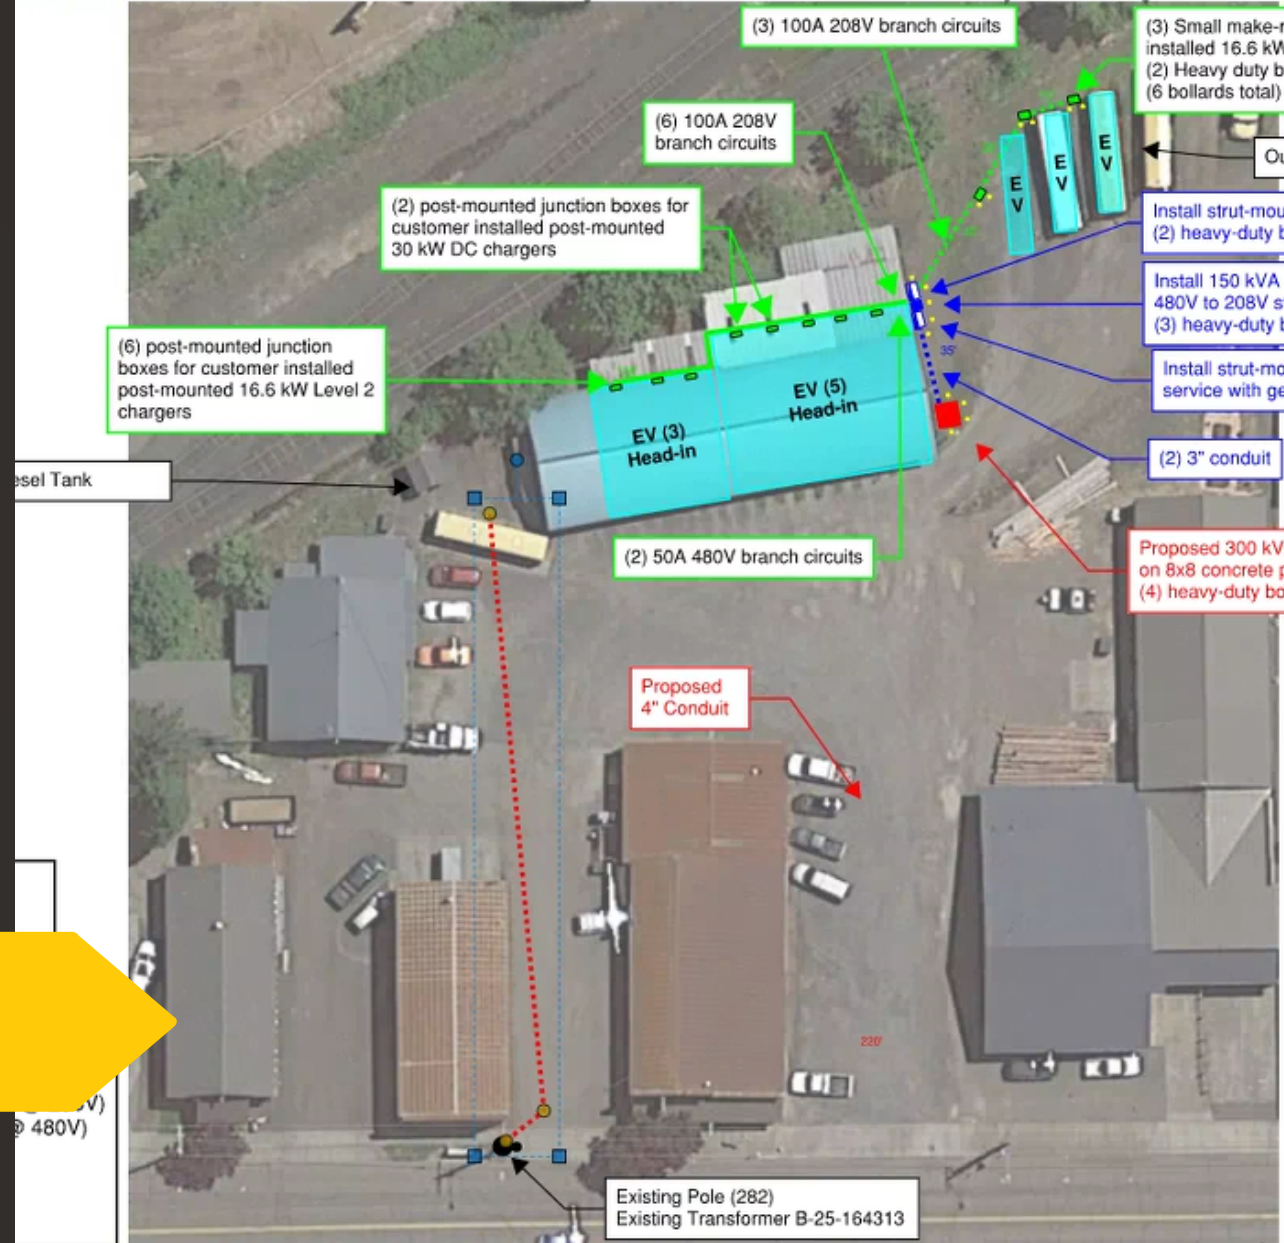 (3) 100A 208V branch circuits
(3) Small make-
installed 16.6 kW
(2) Heavy duty b
(6 bollards total)
(6) 100A 208V
branch circuits
EV
EV
EV
Ou
(2) post-mounted junction boxes for
customer installed post-mounted
30 kW DC chargers
Install strut-mou
(2) heavy-duty b
Install 150 kVA
480V to 208V s
(3) heavy-duty b
(6) post-mounted junction
boxes for customer installed
post-mounted 16.6 kW Level 2
chargers
35'
Install strut-mo
service with ge
EV (5)
Head-in
EV (3)
Head-in
(2) 3" conduit
esel Tank
(2) 50A 480V branch circuits
Proposed 300 kV
on 8x8 concrete p
(4) heavy-duty bo
Proposed
4" Conduit
220'
V)
@ 480V)
Existing Pole (282)
Existing Transformer B-25-164313